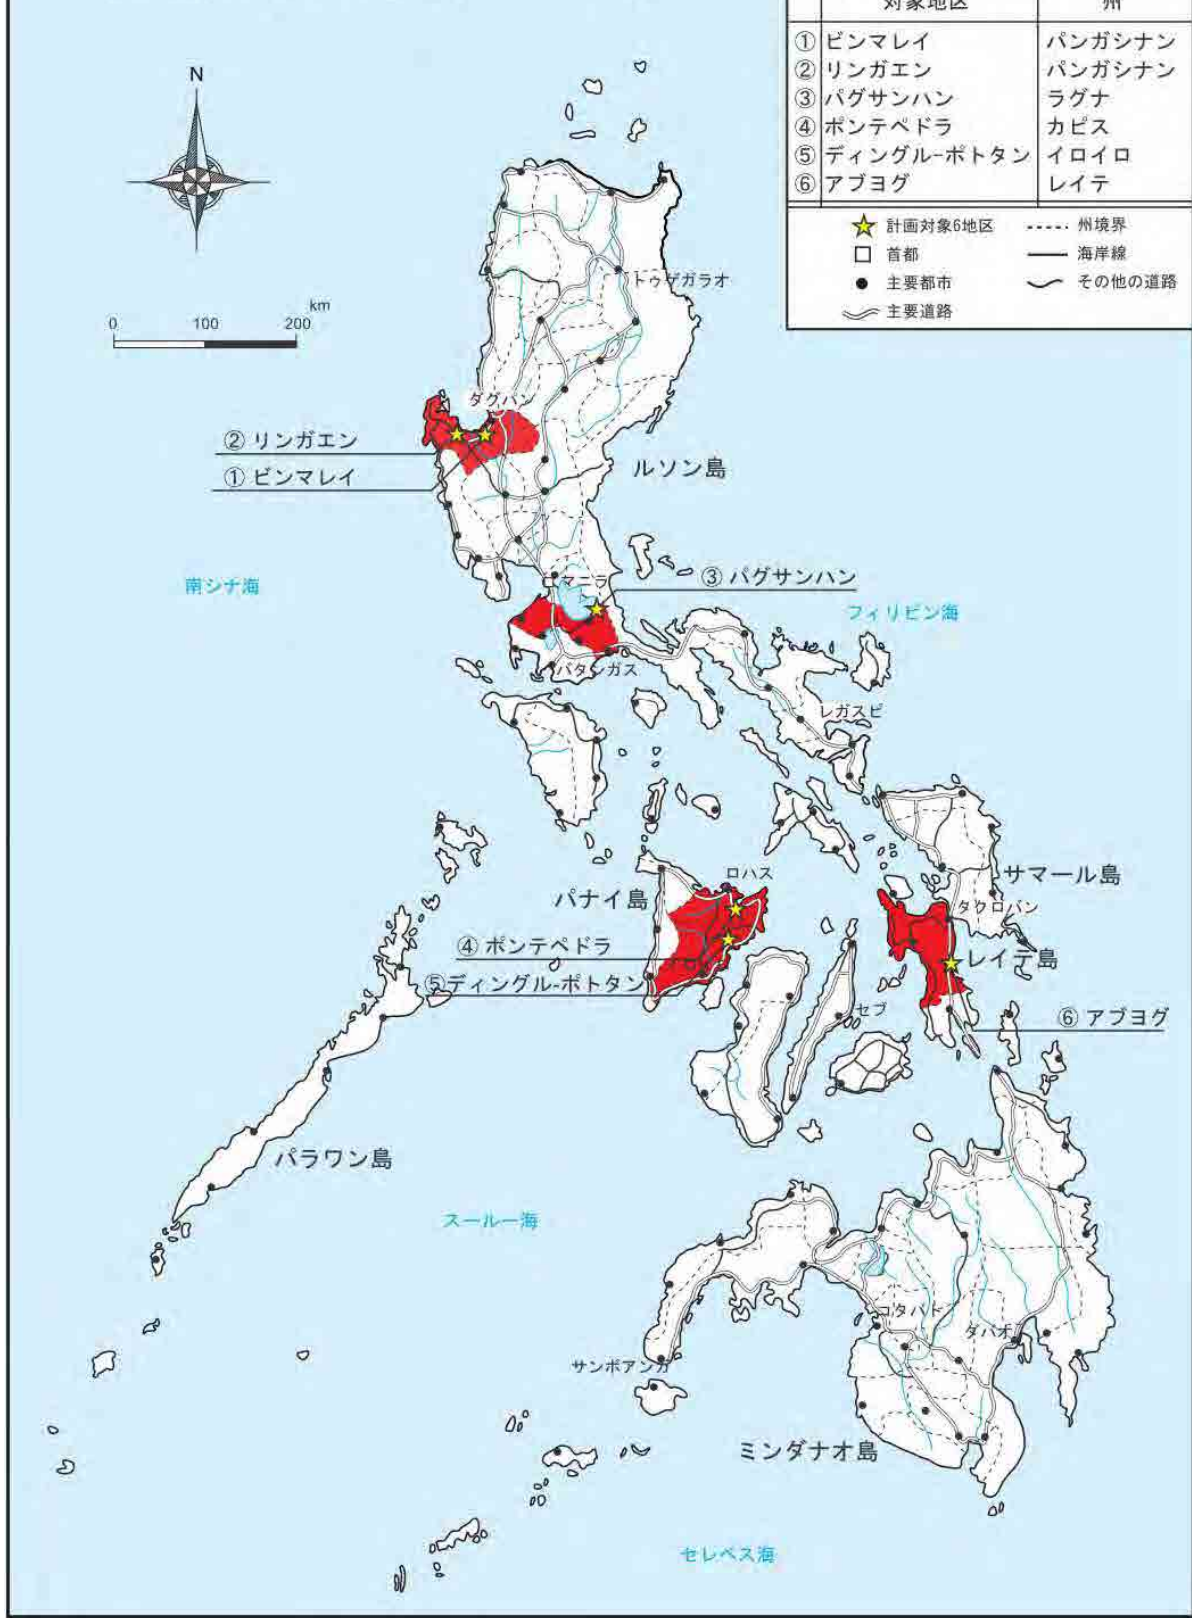 対象地区 州
① ビンマレイ パンガシナン
② リンガエン パンガシナン
③ パグサンハン ラグナ
④ ポンテペドラ カピス
⑤ ディングル-ポトタン イロイロ
⑥ アブヨグ レイテ
計画対象6地区 州境界
首都 海岸線
主要都市 その他の道路
主要道路
N
km
0 100 200
トゥゲガラオ
ダグパン
② リンガエン
① ビンマレイ
ルソン島
マニラ
③ パグサンハン
南シナ海
フィリピン海
バタンガス
レガスピ
ロハス
パナイ島
サマール島
タクロバン
④ ポンテペドラ
レイテ島
⑤ディングル-ポトタン
セブ
⑥ アブヨグ
パラワン島
スールー海
コタバト
ダバオ
サンボアンガ
ミンダナオ島
セレベス海